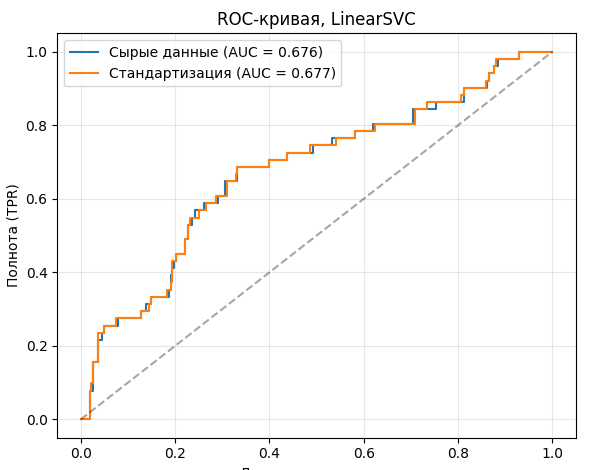 ROC-кривая, LinearSVC
Сырые данные (AUC = 0.676)
Стандартизация (AUC = 0.677)
Полнота (TPR)
1.0
0.8
0.6
0.4
0.2
0.0
0.0 0.2 0.4 0.6 0.8 1.0